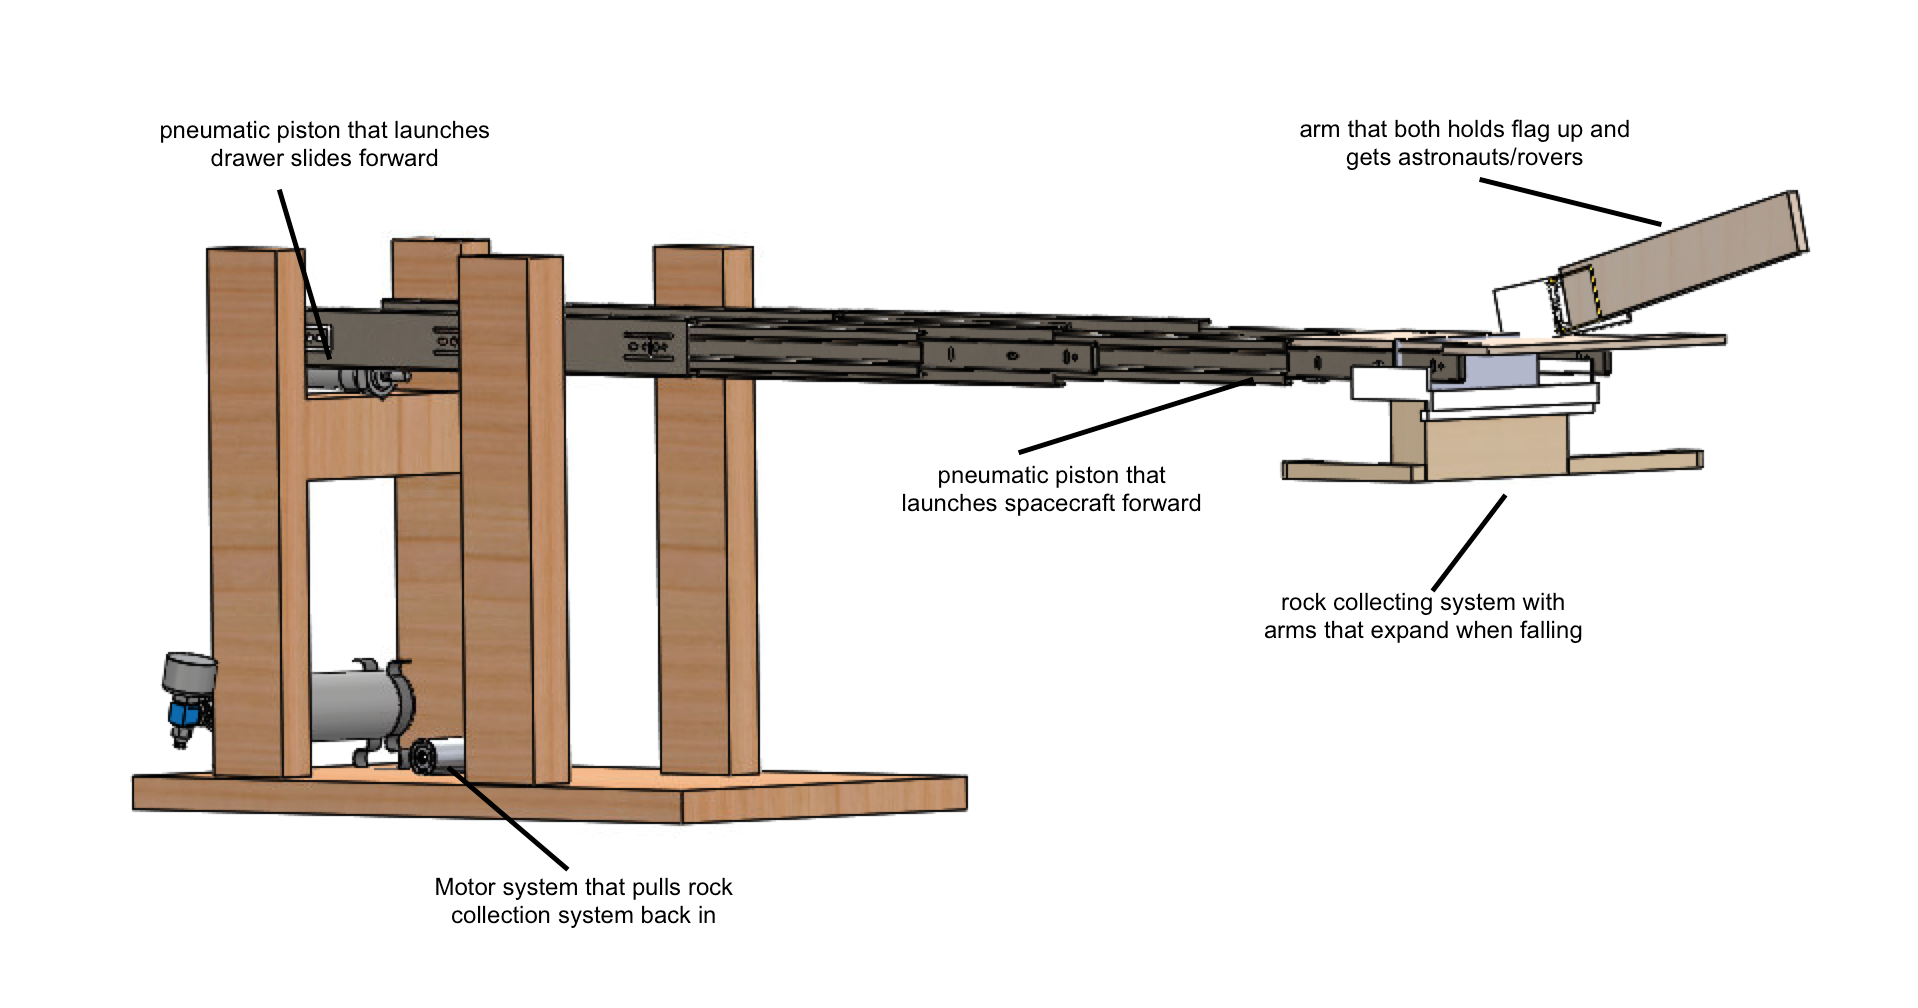 pneumatic piston that launches
drawer slides forward
arm that both holds flag up and
gets astronauts/rovers
pneumatic piston that
launches spacecraft forward
rock collecting system with
arms that expand when falling
Motor system that pulls rock
collection system back in